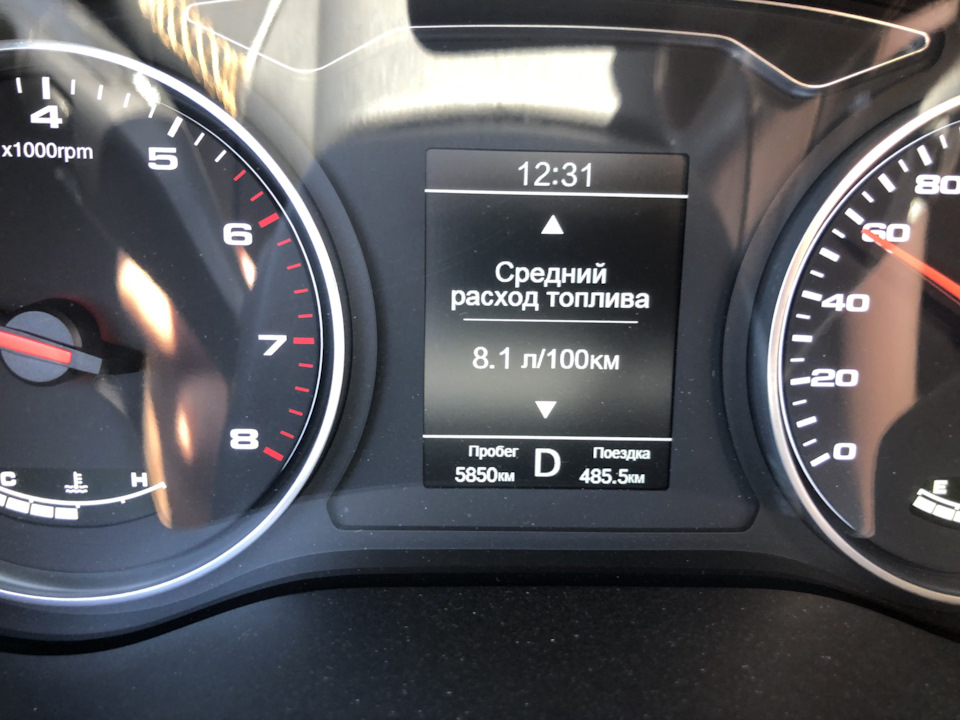 4
x1000rpm
5
6
7
8
C
H
12:31
Средний
расход топлива
8.1 л/100км
Пробег
5850км
D
Поездка
485.5км
80
60
40
20
0
E